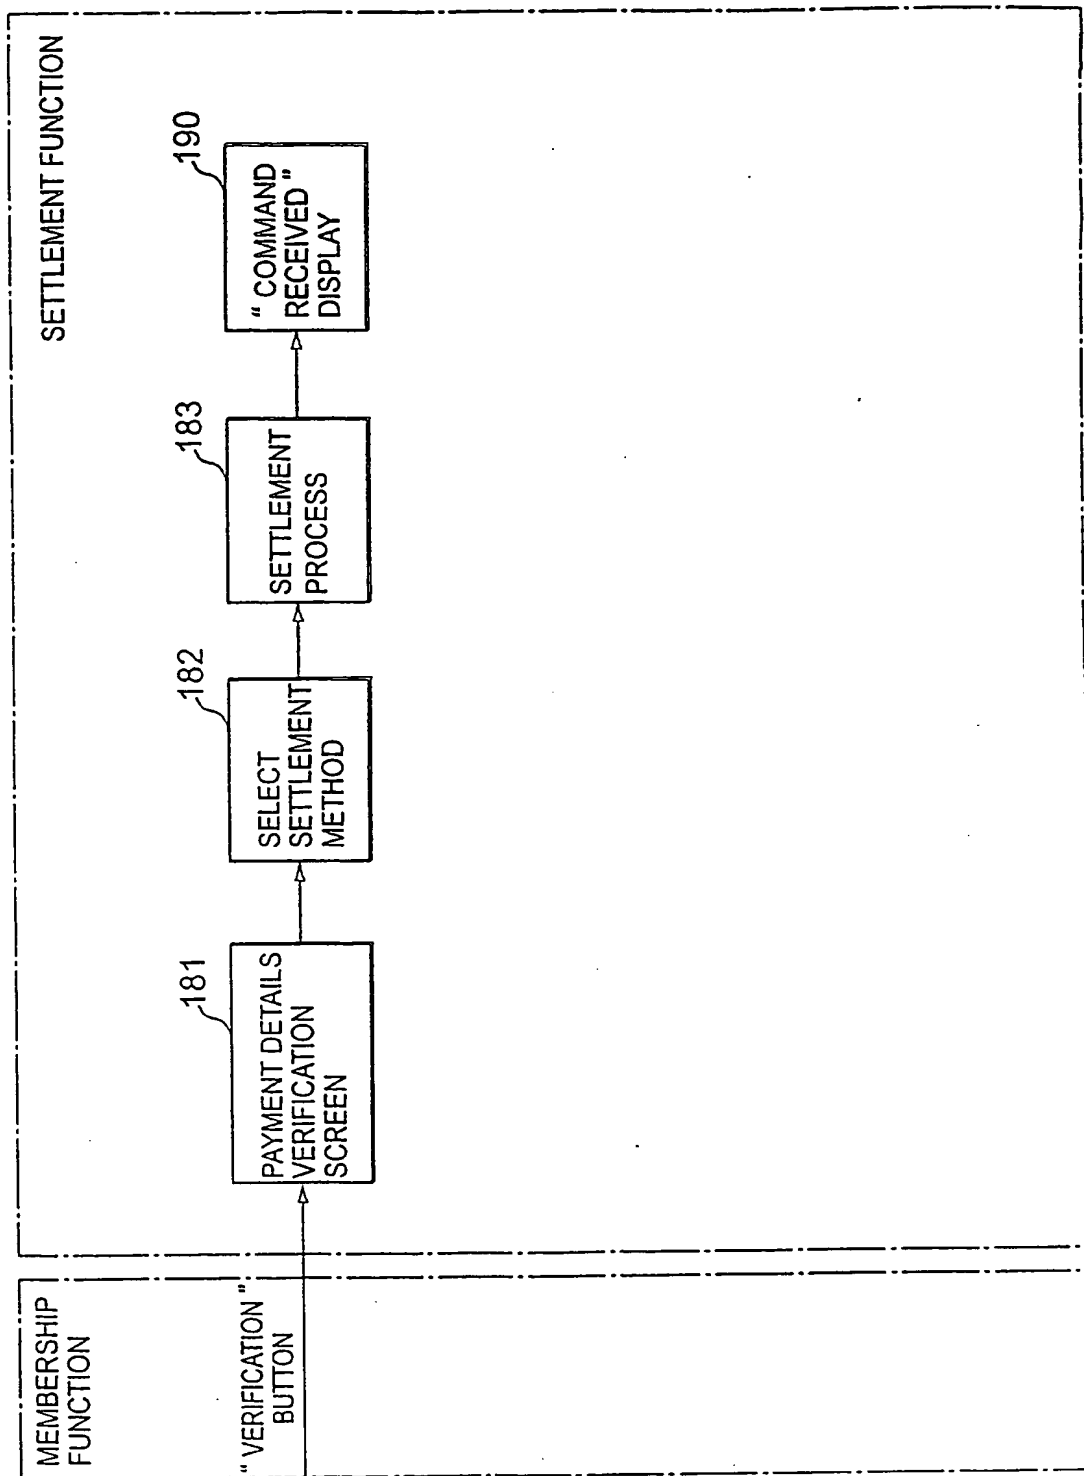 MEMBERSHIP
FUNCTION
" VERIFICATION "
BUTTON
SETTLEMENT FUNCTION
181
PAYMENT DETAILS
VERIFICATION
SCREEN
182
SELECT
SETTLEMENT
METHOD
183
SETTLEMENT
PROCESS
190
" COMMAND
RECEIVED "
DISPLAY